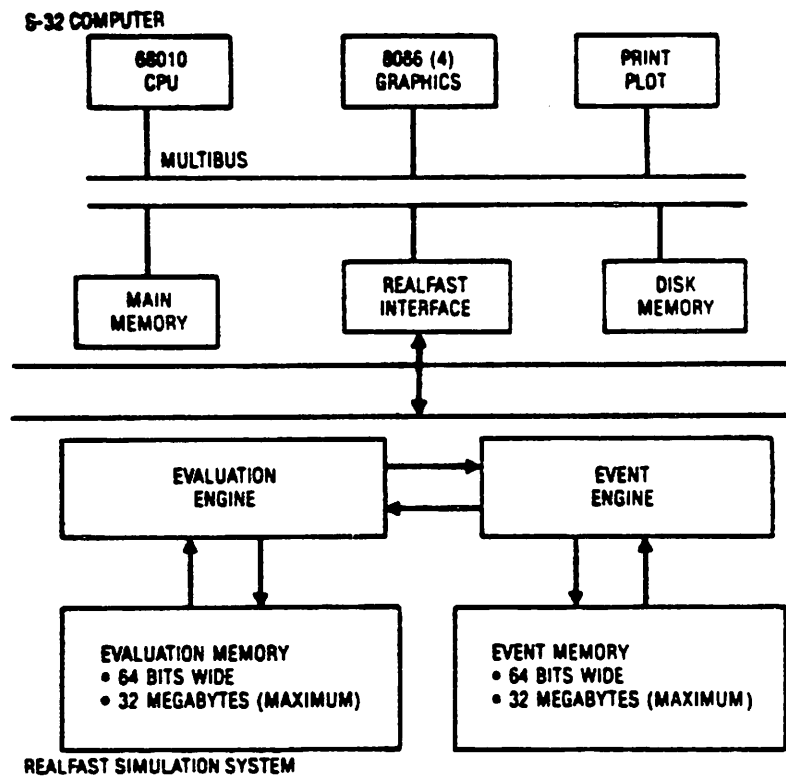 S-32 COMPUTER
68010
CPU
8086 (4)
GRAPHICS
PRINT
PLOT
MULTIBUS
MAIN
MEMORY
REALFAST
INTERFACE
DISK
MEMORY
EVALUATION
ENGINE
EVENT
ENGINE
EVALUATION MEMORY
• 64 BITS WIDE
• 32 MEGABYTES (MAXIMUM)
EVENT MEMORY
• 64 BITS WIDE
• 32 MEGABYTES (MAXIMUM)
REALFAST SIMULATION SYSTEM